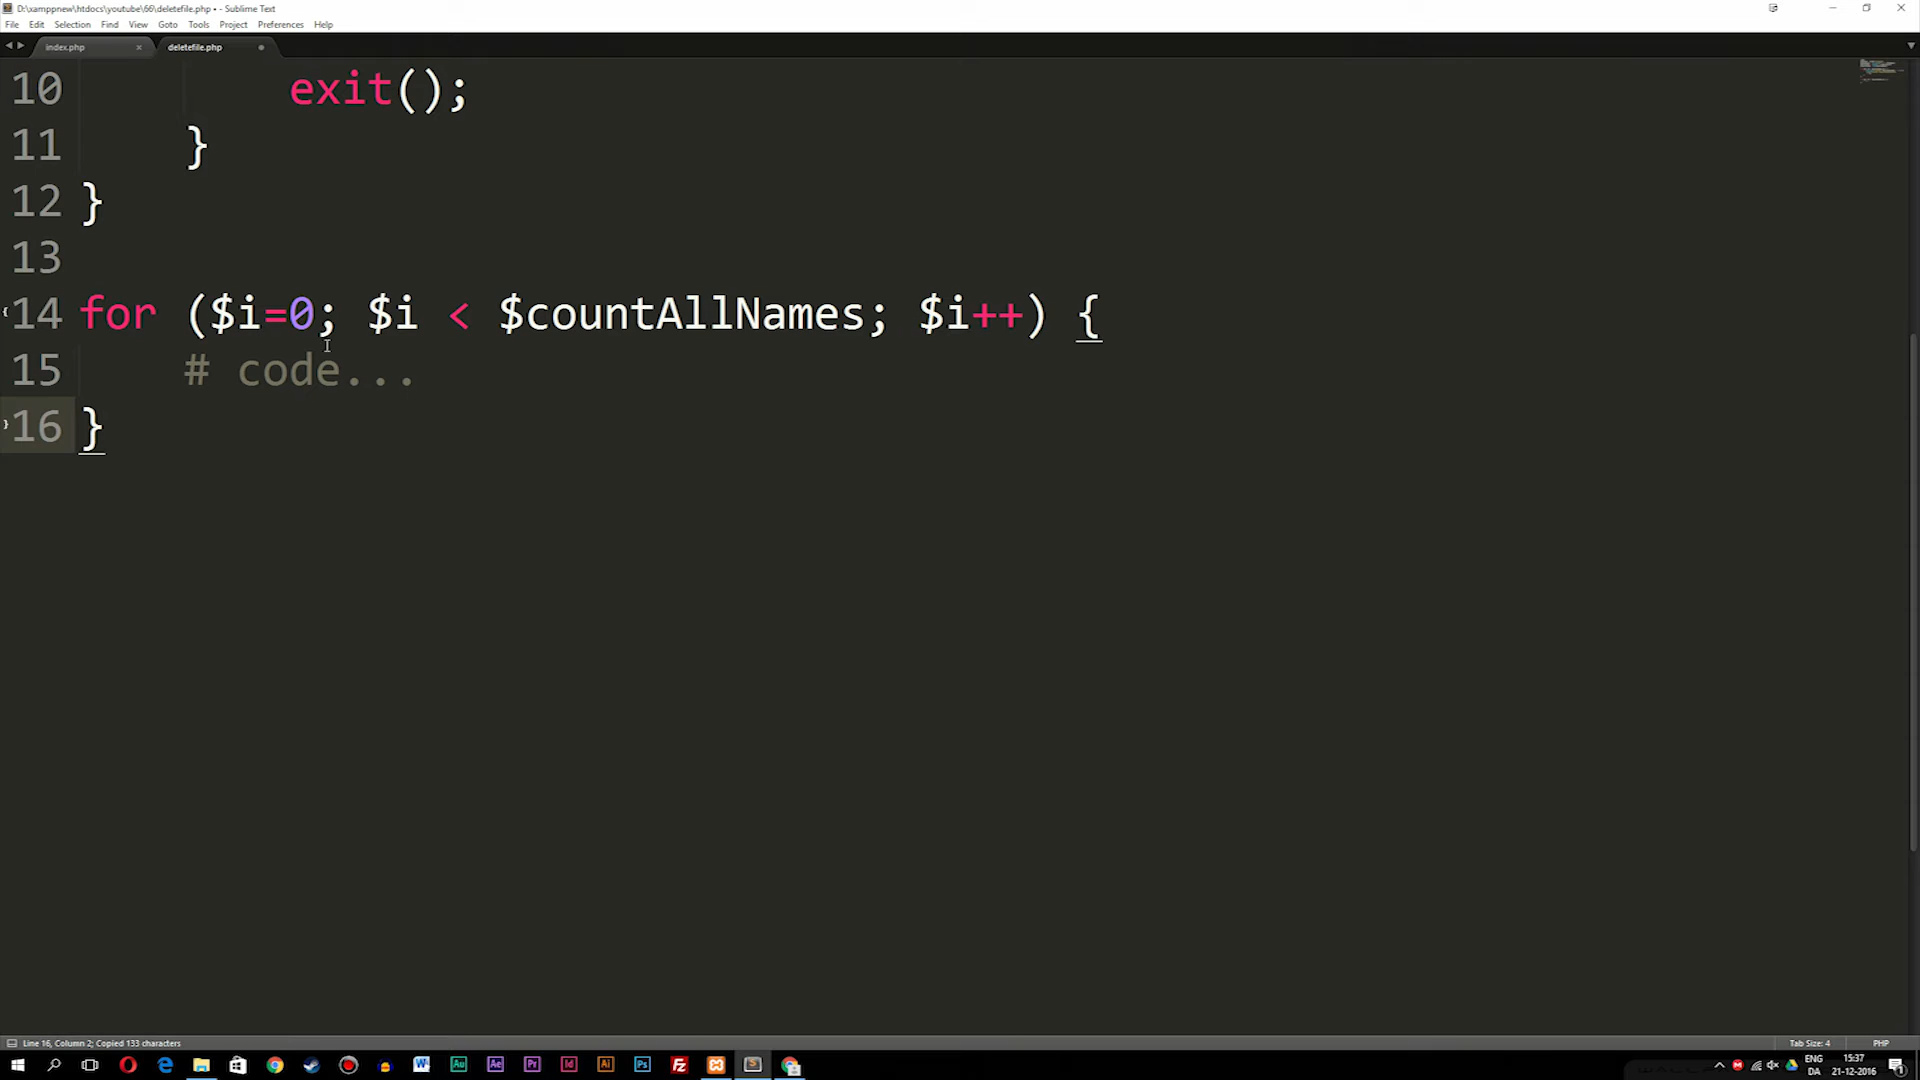 D:\xamppnew\htdocs\youtube\66\deletefile.php • - Sublime Text
File Edit Selection Find View Goto Tools Project Preferences Help
index.php × deletefile.php
10 exit();
11 }
12 }
13
14 for ($i=0; $i < $countAllNames; $i++) {
15 # code...
16 }
Line 16, Column 2; Copied 133 characters
Tab Size: 4 PHP
ENG 15:37
DA 21-12-2016